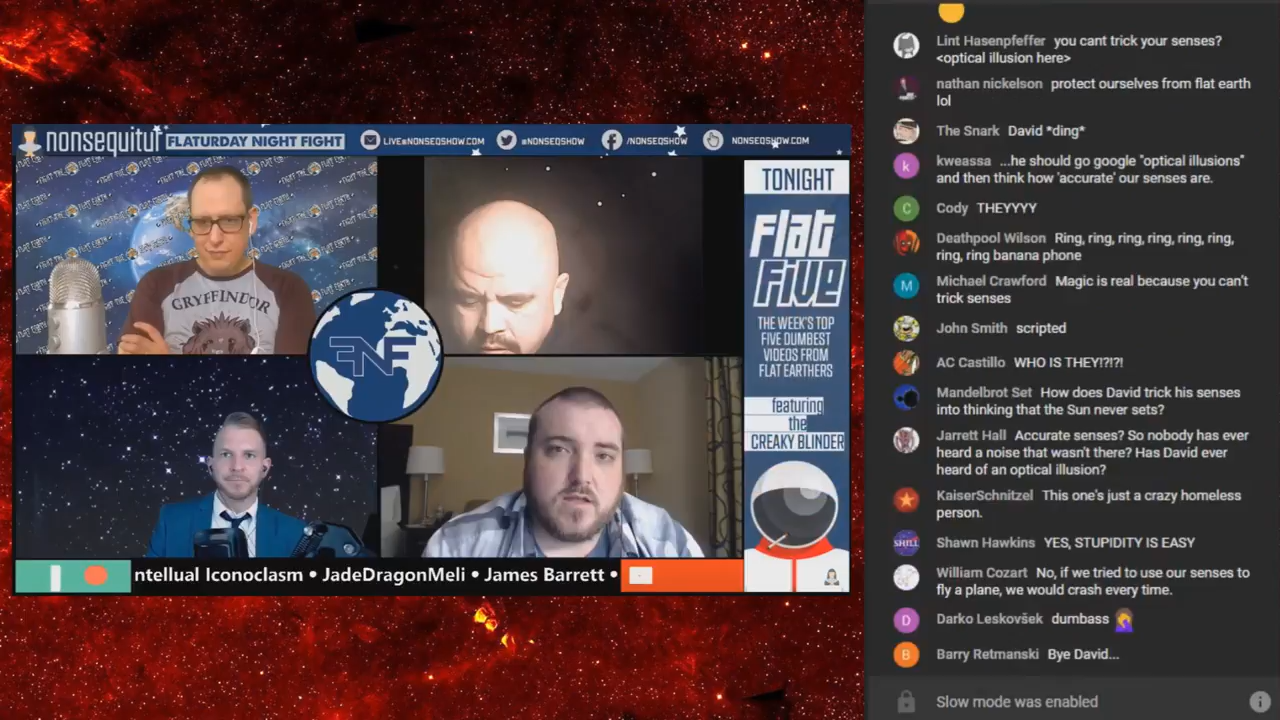 nonsequitur
FLATURDAY NIGHT FIGHT
LIVE@NONSEQSHOW.COM
@NONSEQSHOW
/NONSEQSHOW
NONSEQSHOW.COM
GRYFFINDOR
FNF
TONIGHT
Flat
Five
THE WEEK'S TOP
FIVE DUMBEST
VIDEOS FROM
FLAT EARTHERS
featuring
the
CREAKY BLINDER
ntellual Iconoclasm • JadeDragonMeli • James Barrett •
Lint Hasenpfeffer you cant trick your senses?
<optical illusion here>
nathan nickelson protect ourselves from flat earth
lol
The Snark David *ding*
k
kweassa ...he should go google "optical illusions"
and then think how 'accurate' our senses are.
C
Cody THEYYYY
Deathpool Wilson Ring, ring, ring, ring, ring, ring,
ring, ring banana phone
M
Michael Crawford Magic is real because you can't
trick senses
John Smith scripted
AC Castillo WHO IS THEY!?!?!
Mandelbrot Set How does David trick his senses
into thinking that the Sun never sets?
Jarrett Hall Accurate senses? So nobody has ever
heard a noise that wasn't there? Has David ever
heard of an optical illusion?
KaiserSchnitzel This one's just a crazy homeless
person.
SHILL
Shawn Hawkins YES, STUPIDITY IS EASY
William Cozart No, if we tried to use our senses to
fly a plane, we would crash every time.
D
Darko Leskovšek dumbass 🤦
B
Barry Retmanski Bye David...
Slow mode was enabled